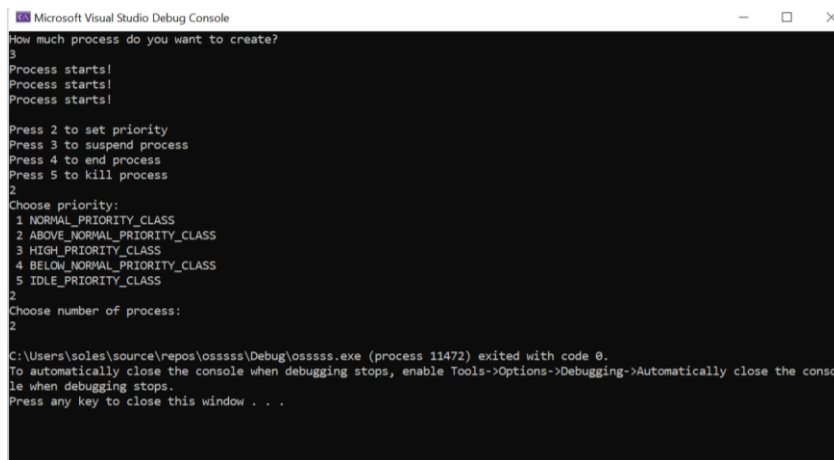 Microsoft Visual Studio Debug Console
How much process do you want to create?
3
Process starts!
Process starts!
Process starts!
Press 2 to set priority
Press 3 to suspend process
Press 4 to end process
Press 5 to kill process
2
Choose priority:
1 NORMAL_PRIORITY_CLASS
2 ABOVE_NORMAL_PRIORITY_CLASS
3 HIGH_PRIORITY_CLASS
4 BELOW_NORMAL_PRIORITY_CLASS
5 IDLE_PRIORITY_CLASS
2
Choose number of process:
2
C:\Users\soles\source\repos\osssss\Debug\osssss.exe (process 11472) exited with code 0.
To automatically close the console when debugging stops, enable Tools->Options->Debugging->Automatically close the conso
le when debugging stops.
Press any key to close this window . . .